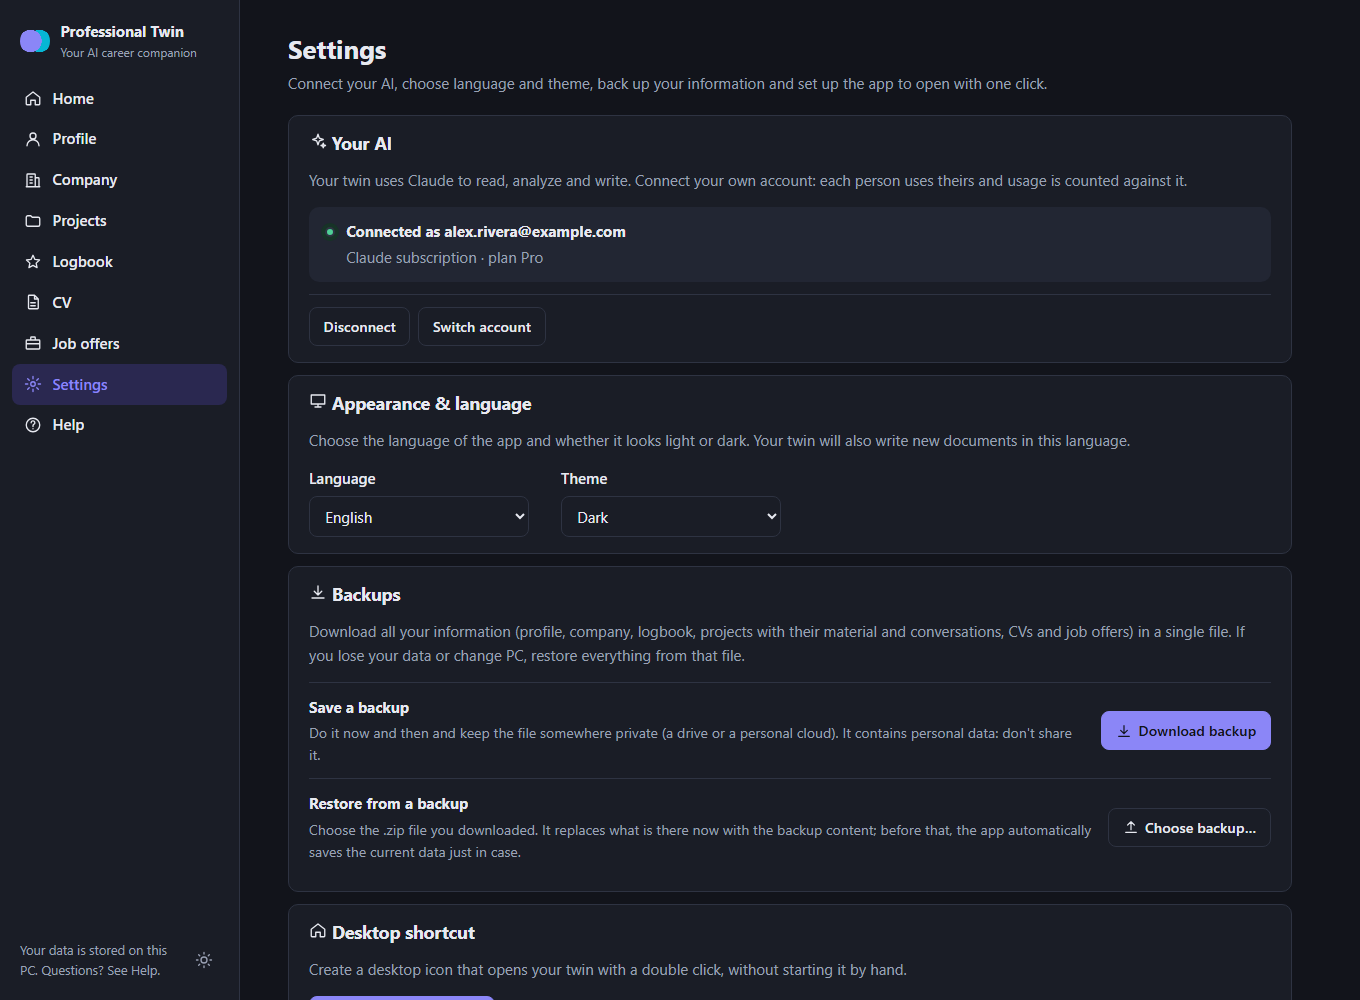 Professional Twin
Your AI career companion
Home
Profile
Company
Projects
Logbook
CV
Job offers
Settings
Help
Your data is stored on this
PC. Questions? See Help.
Settings
Connect your AI, choose language and theme, back up your information and set up the app to open with one click.
Your AI
Your twin uses Claude to read, analyze and write. Connect your own account: each person uses theirs and usage is counted against it.
Connected as alex.rivera@example.com
Claude subscription · plan Pro
Disconnect
Switch account
Appearance & language
Choose the language of the app and whether it looks light or dark. Your twin will also write new documents in this language.
Language
Theme
English
Dark
Backups
Download all your information (profile, company, logbook, projects with their material and conversations, CVs and job offers) in a single file. If
you lose your data or change PC, restore everything from that file.
Save a backup
Do it now and then and keep the file somewhere private (a drive or a personal cloud). It contains personal data: don't share
it.
Download backup
Restore from a backup
Choose the .zip file you downloaded. It replaces what is there now with the backup content; before that, the app automatically
saves the current data just in case.
Choose backup...
Desktop shortcut
Create a desktop icon that opens your twin with a double click, without starting it by hand.